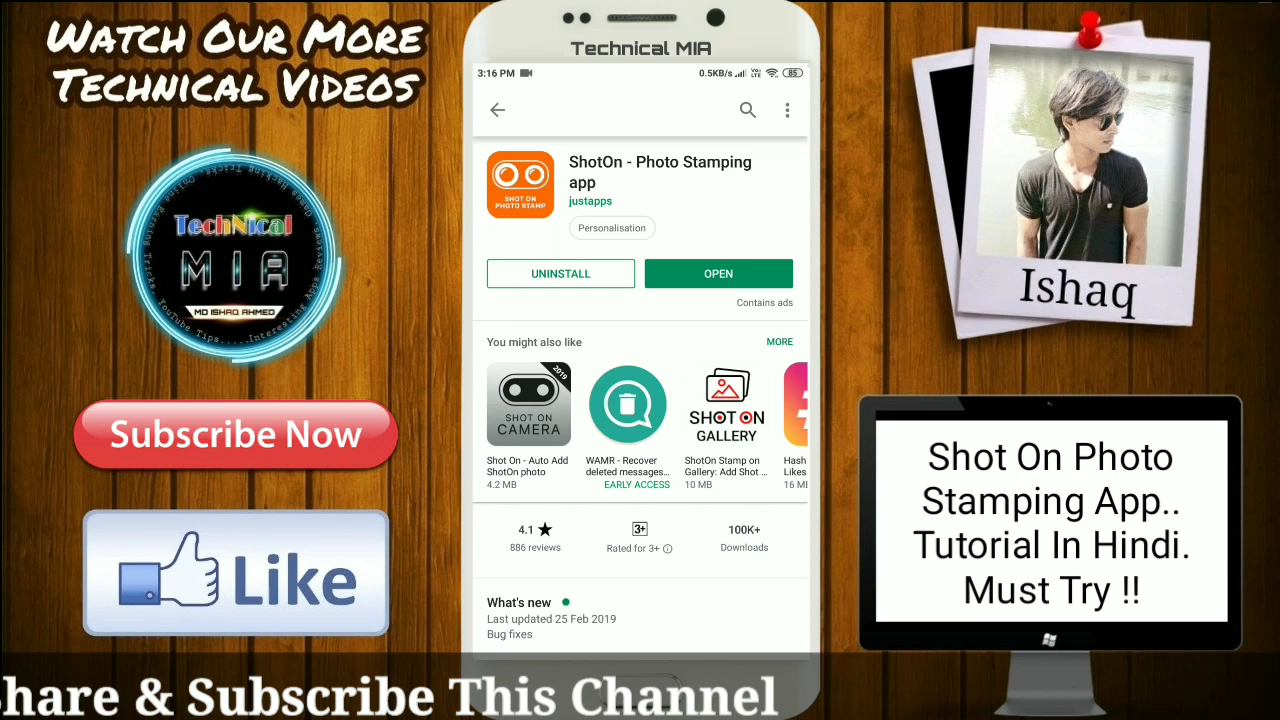 WATCH OUR MORE
TECHNICAL VIDEOS
TechNical
MIA
MD ISHAQ AHMED
Subscribe Now
Like
Technical MIA
3:16 PM
0.5KB/s
85
ShotOn - Photo Stamping
app
justapps
SHOT ON
PHOTO STAMP
Personalisation
UNINSTALL
OPEN
Contains ads
You might also like
MORE
2019
SHOT ON
CAMERA
SHOT ON
GALLERY
#
Shot On - Auto Add
ShotOn photo
4.2 MB
WAMR - Recover
deleted messages...
EARLY ACCESS
ShotOn Stamp on
Gallery: Add Shot ...
10 MB
Hash
Likes
16 MB
4.1 ★
886 reviews
3+
Rated for 3+
100K+
Downloads
What's new
Last updated 25 Feb 2019
Bug fixes
Ishaq
Shot On Photo
Stamping App..
Tutorial In Hindi.
Must Try !!
hare & Subscribe This Channel